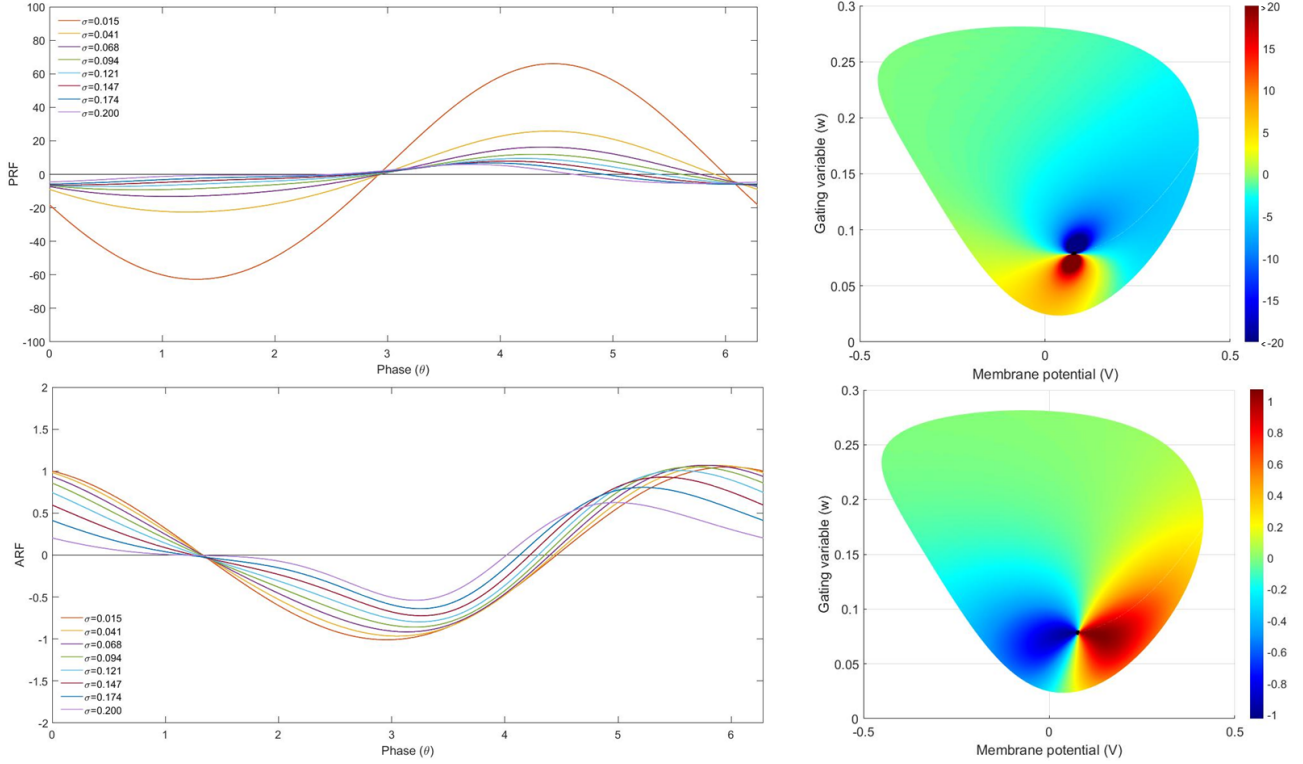 100
80
60
40
20
0
-20
-40
-60
-80
-100
PRF
σ=0.015
σ=0.041
σ=0.068
σ=0.094
σ=0.121
σ=0.147
σ=0.174
σ=0.200
0 1 2 3 4 5 6
Phase (θ)
0.3
0.25
0.2
0.15
0.1
0.05
0
Gating variable (w)
-0.5 0 0.5
Membrane potential (V)
>20
15
10
5
0
-5
-10
-15
<-20
2
1.5
1
0.5
0
-0.5
-1
-1.5
-2
ARF
σ=0.015
σ=0.041
σ=0.068
σ=0.094
σ=0.121
σ=0.147
σ=0.174
σ=0.200
0 1 2 3 4 5 6
Phase (θ)
0.3
0.25
0.2
0.15
0.1
0.05
0
Gating variable (w)
-0.5 0 0.5
Membrane potential (V)
1
0.8
0.6
0.4
0.2
0
-0.2
-0.4
-0.6
-0.8
-1